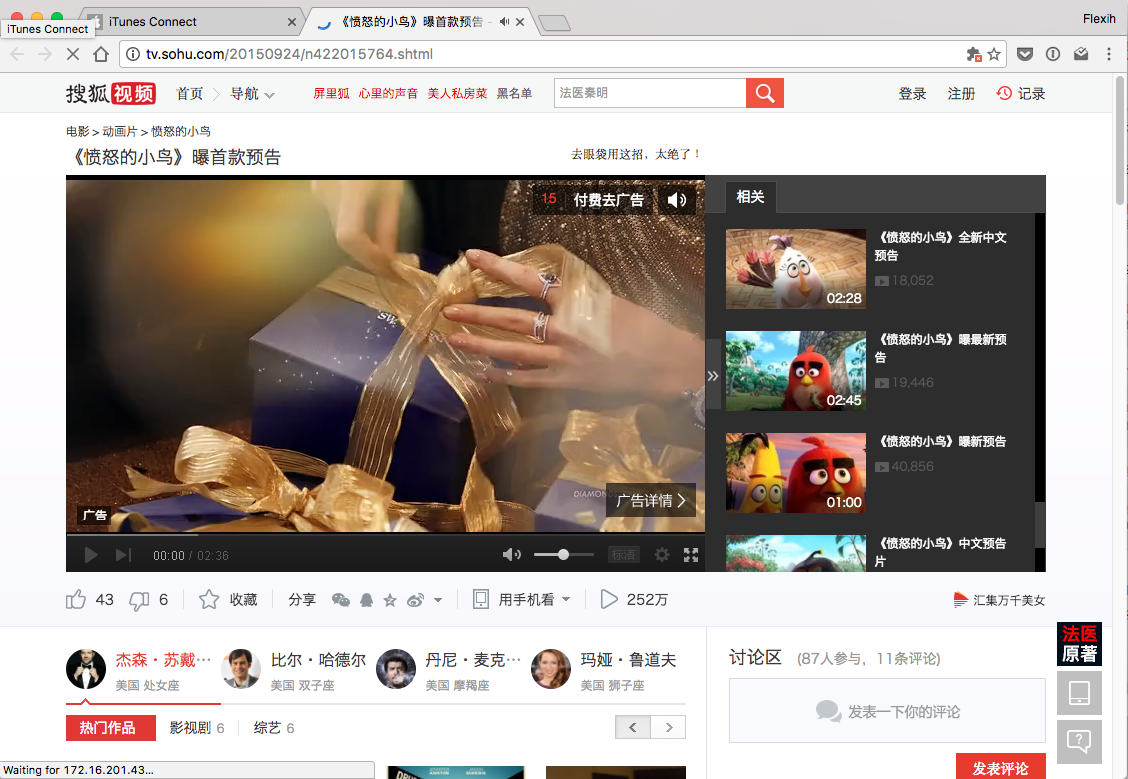 iTunes Connect
《愤怒的小鸟》曝首款预告 -
Flexih
iTunes Connect
tv.sohu.com/20150924/n422015764.shtml
搜狐视频
首页
导航
屏里狐 心里的声音 美人私房菜 黑名单
法医秦明
登录
注册
记录
电影 > 动画片 > 愤怒的小鸟
《愤怒的小鸟》曝首款预告
去眼袋用这招，太绝了！
15 付费去广告
SW
DIAMOND
广告详情
广告
00:00 / 02:36
标清
相关
《愤怒的小鸟》全新中文
预告
18,052
02:28
《愤怒的小鸟》曝最新预
告
19,446
02:45
《愤怒的小鸟》曝新预告
40,856
01:00
《愤怒的小鸟》中文预告
片
43
6
收藏
分享
用手机看
252万
汇集万千美女
杰森・苏戴…
美国 处女座
比尔・哈德尔
美国 双子座
丹尼・麦克…
美国 摩羯座
玛娅・鲁道夫
美国 狮子座
热门作品
影视剧 6
综艺 6
讨论区 (87人参与，11条评论)
发表一下你的评论
发表评论
法医
原著
Waiting for 172.16.201.43...